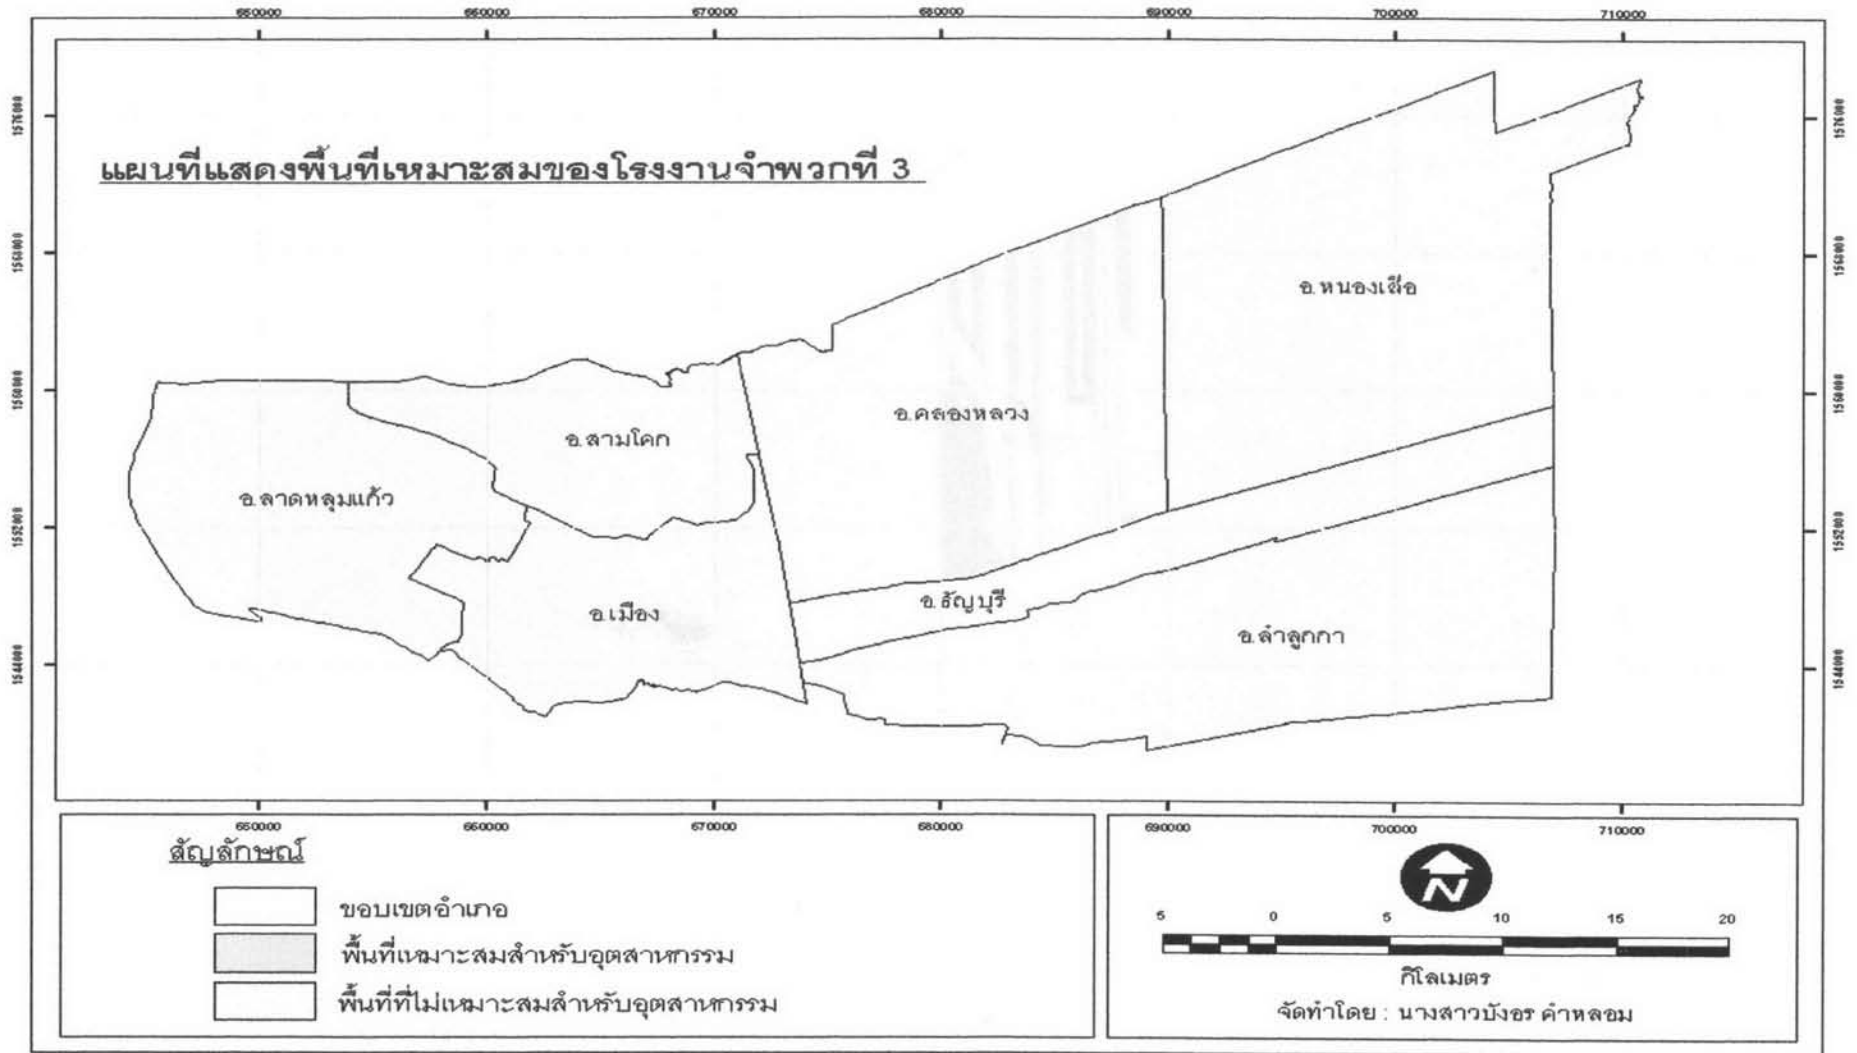 650000 660000 670000 680000 690000 700000 710000
1576000 1576000
แผนที่แสดงพื้นที่เหมาะสมของโรงงานจำพวกที่ 3
1568000 1568000
อ.หนองเสือ
1560000 1560000
อ.คลองหลวง
อ.สามโคก
อ.ลาดหลุมแก้ว
1552000 1552000
อ.ธัญบุรี
อ.เมือง
อ.ลำลูกกา
1544000 1544000
650000 660000 670000 680000 690000 700000 710000
สัญลักษณ์
ขอบเขตอำเภอ
พื้นที่เหมาะสมสำหรับอุตสาหกรรม
พื้นที่ที่ไม่เหมาะสมสำหรับอุตสาหกรรม
N
5 0 5 10 15 20
กิโลเมตร
จัดทำโดย : นางสาวบังอร คำหลอม